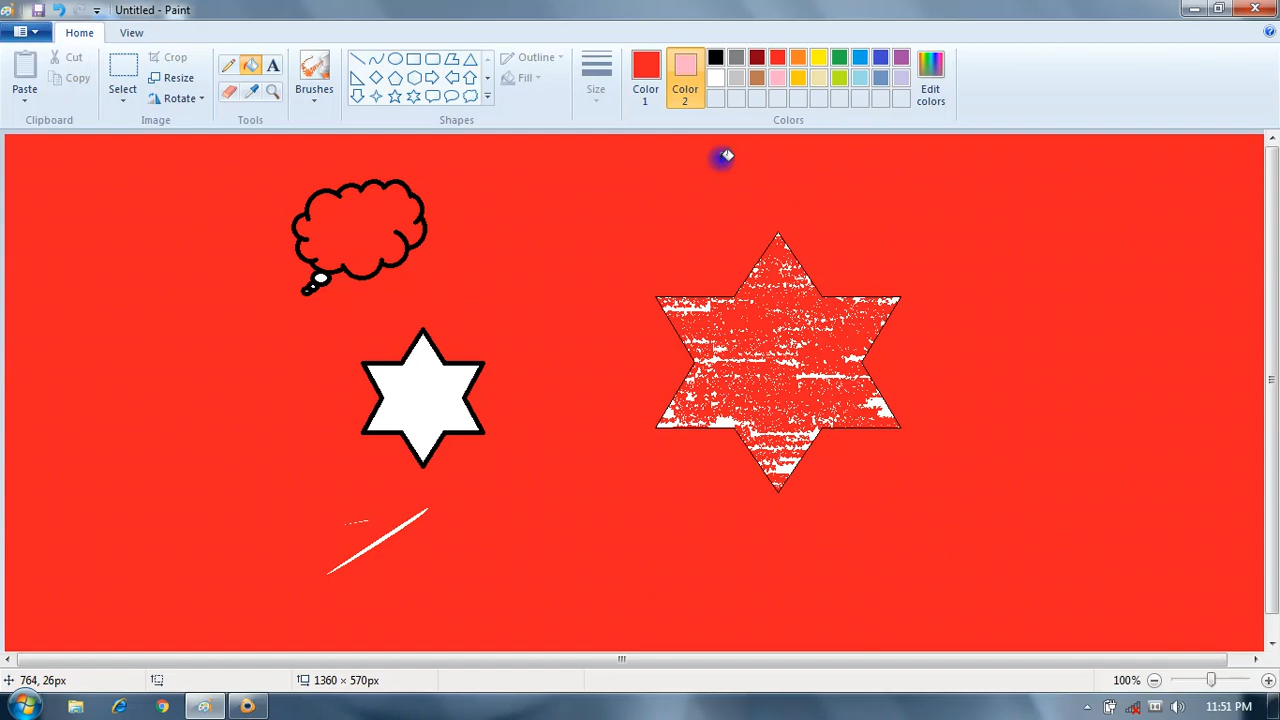 Untitled - Paint
Home View
Paste
Cut
Copy
Clipboard
Select
Crop
Resize
Rotate
Image
A
Tools
Brushes
Outline
Fill
Shapes
Size
Color 1
Color 2
Edit colors
Colors
764, 26px
1360 × 570px
100%
11:51 PM